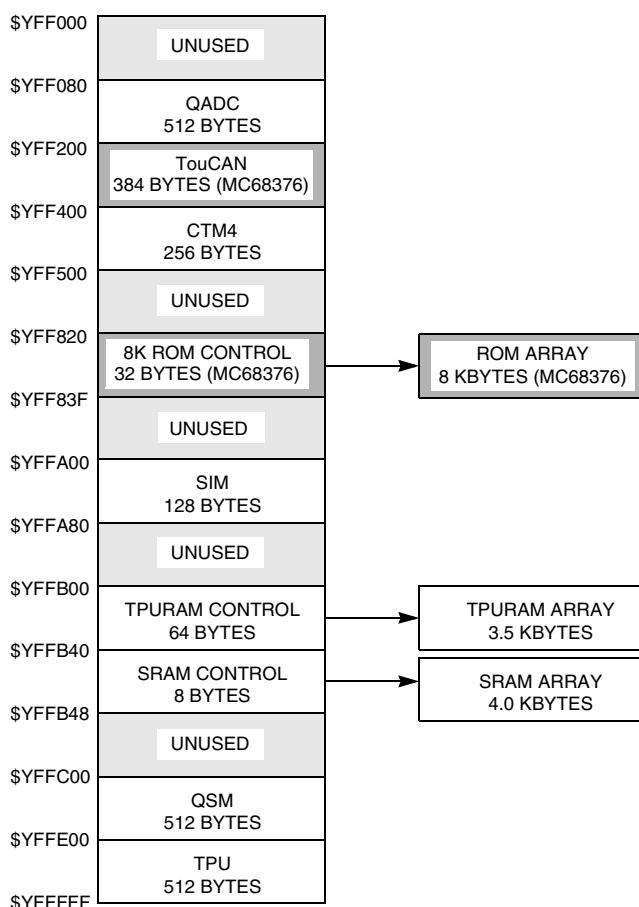 $YFF000
UNUSED
$YFF080
QADC
512 BYTES
$YFF200
TouCAN
384 BYTES (MC68376)
$YFF400
CTM4
256 BYTES
$YFF500
UNUSED
$YFF820
8K ROM CONTROL
32 BYTES (MC68376)
ROM ARRAY
8 KBYTES (MC68376)
$YFF83F
UNUSED
$YFFA00
SIM
128 BYTES
$YFFA80
UNUSED
$YFFB00
TPURAM CONTROL
64 BYTES
TPURAM ARRAY
3.5 KBYTES
$YFFB40
SRAM CONTROL
8 BYTES
SRAM ARRAY
4.0 KBYTES
$YFFB48
UNUSED
$YFFC00
QSM
512 BYTES
$YFFE00
TPU
512 BYTES
$YFFFFF